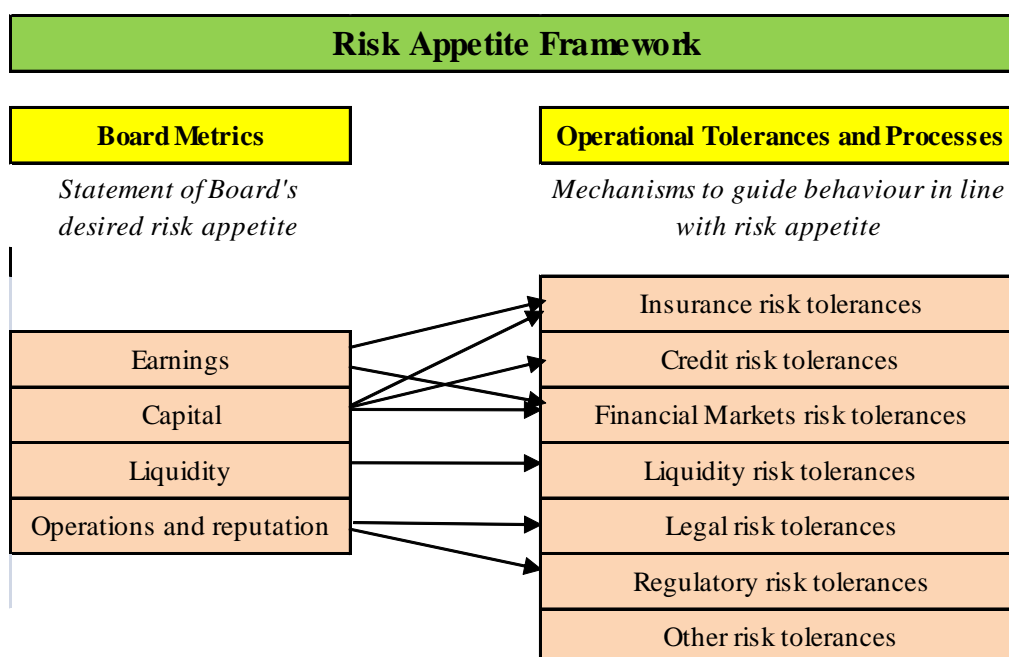 Risk Appetite Framework
Board Metrics
Statement of Board's
desired risk appetite
Earnings
Capital
Liquidity
Operations and reputation
Operational Tolerances and Processes
Mechanisms to guide behaviour in line
with risk appetite
Insurance risk tolerances
Credit risk tolerances
Financial Markets risk tolerances
Liquidity risk tolerances
Legal risk tolerances
Regulatory risk tolerances
Other risk tolerances